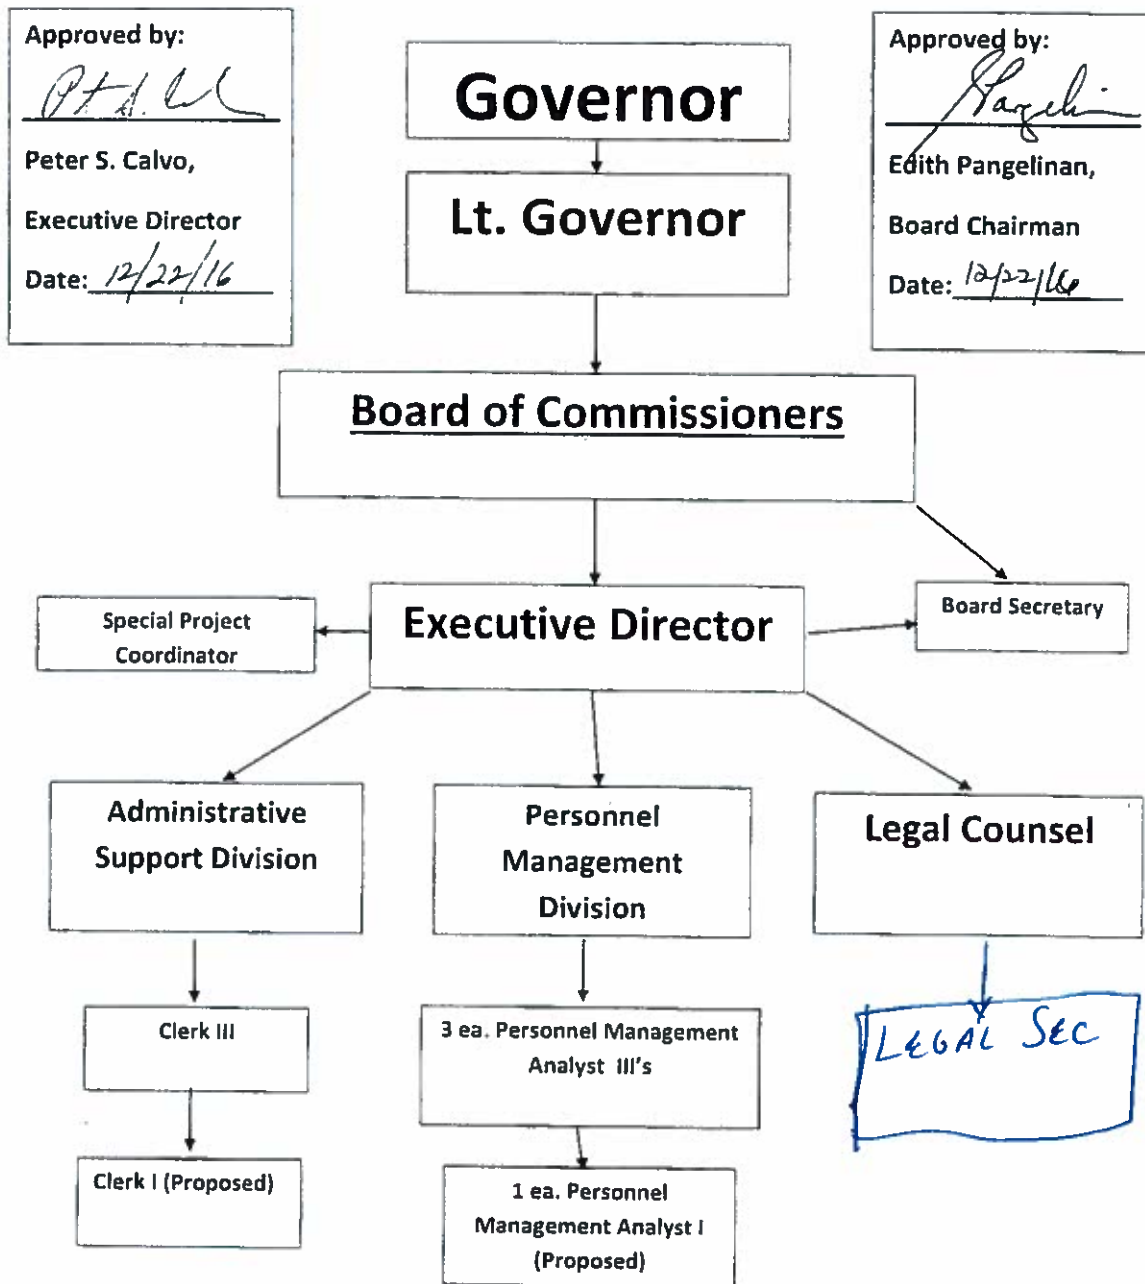 Approved by:
Peter S. Calvo,
Executive Director
Date: 12/22/16
Governor
Lt. Governor
Approved by:
Edith Pangelinan,
Board Chairman
Date: 12/22/16
Board of Commissioners
Special Project
Coordinator
Executive Director
Board Secretary
Administrative
Support Division
Personnel
Management
Division
Legal Counsel
Clerk III
3 ea. Personnel Management
Analyst III's
LEGAL SEC
Clerk I (Proposed)
1 ea. Personnel
Management Analyst I
(Proposed)